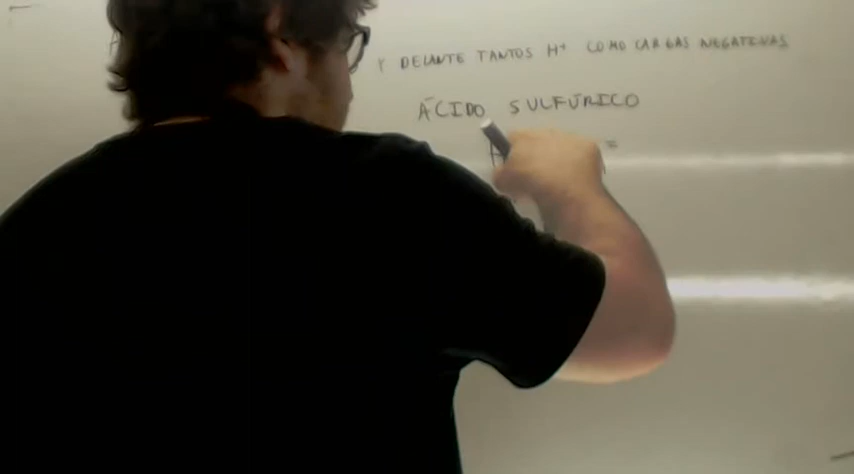 Y DELANTE TANTOS H⁺ COMO CARGAS NEGATIVAS
ÁCIDO SULFÚRICO